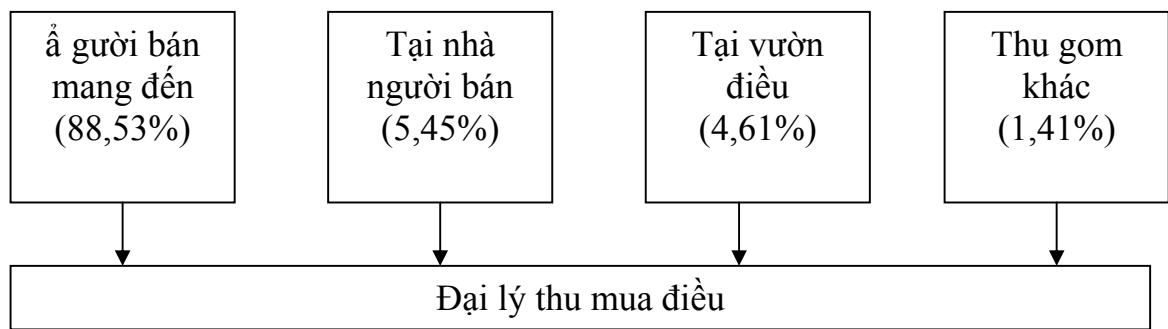 ẩ gười bán
mang đến
(88,53%)
Tại nhà
người bán
(5,45%)
Tại vườn
điều
(4,61%)
Thu gom
khác
(1,41%)
Đại lý thu mua điều